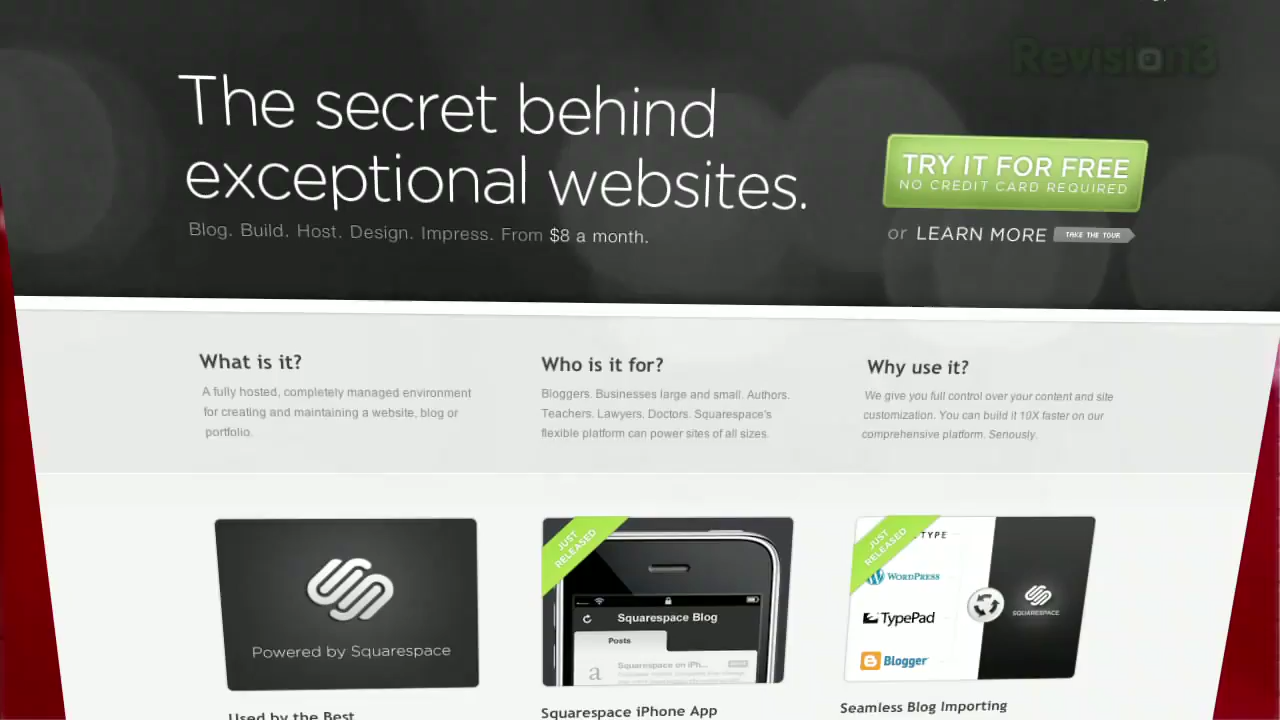 Revision3
The secret behind
exceptional websites.
Blog. Build. Host. Design. Impress. From $8 a month.
TRY IT FOR FREE
NO CREDIT CARD REQUIRED
or LEARN MORE TAKE THE TOUR
What is it?
A fully hosted, completely managed environment
for creating and maintaining a website, blog or
portfolio.
Who is it for?
Bloggers. Businesses large and small. Authors.
Teachers. Lawyers. Doctors. Squarespace's
flexible platform can power sites of all sizes.
Why use it?
We give you full control over your content and site
customization. You can build it 10X faster on our
comprehensive platform. Seriously.
Powered by Squarespace
JUST
RELEASED
Squarespace Blog
Posts
a
Squarespace on iPh...
JUST
RELEASED
TYPE
WORDPRESS
TypePad
Blogger
SQUARESPACE
Used by the Best
Squarespace iPhone App
Seamless Blog Importing